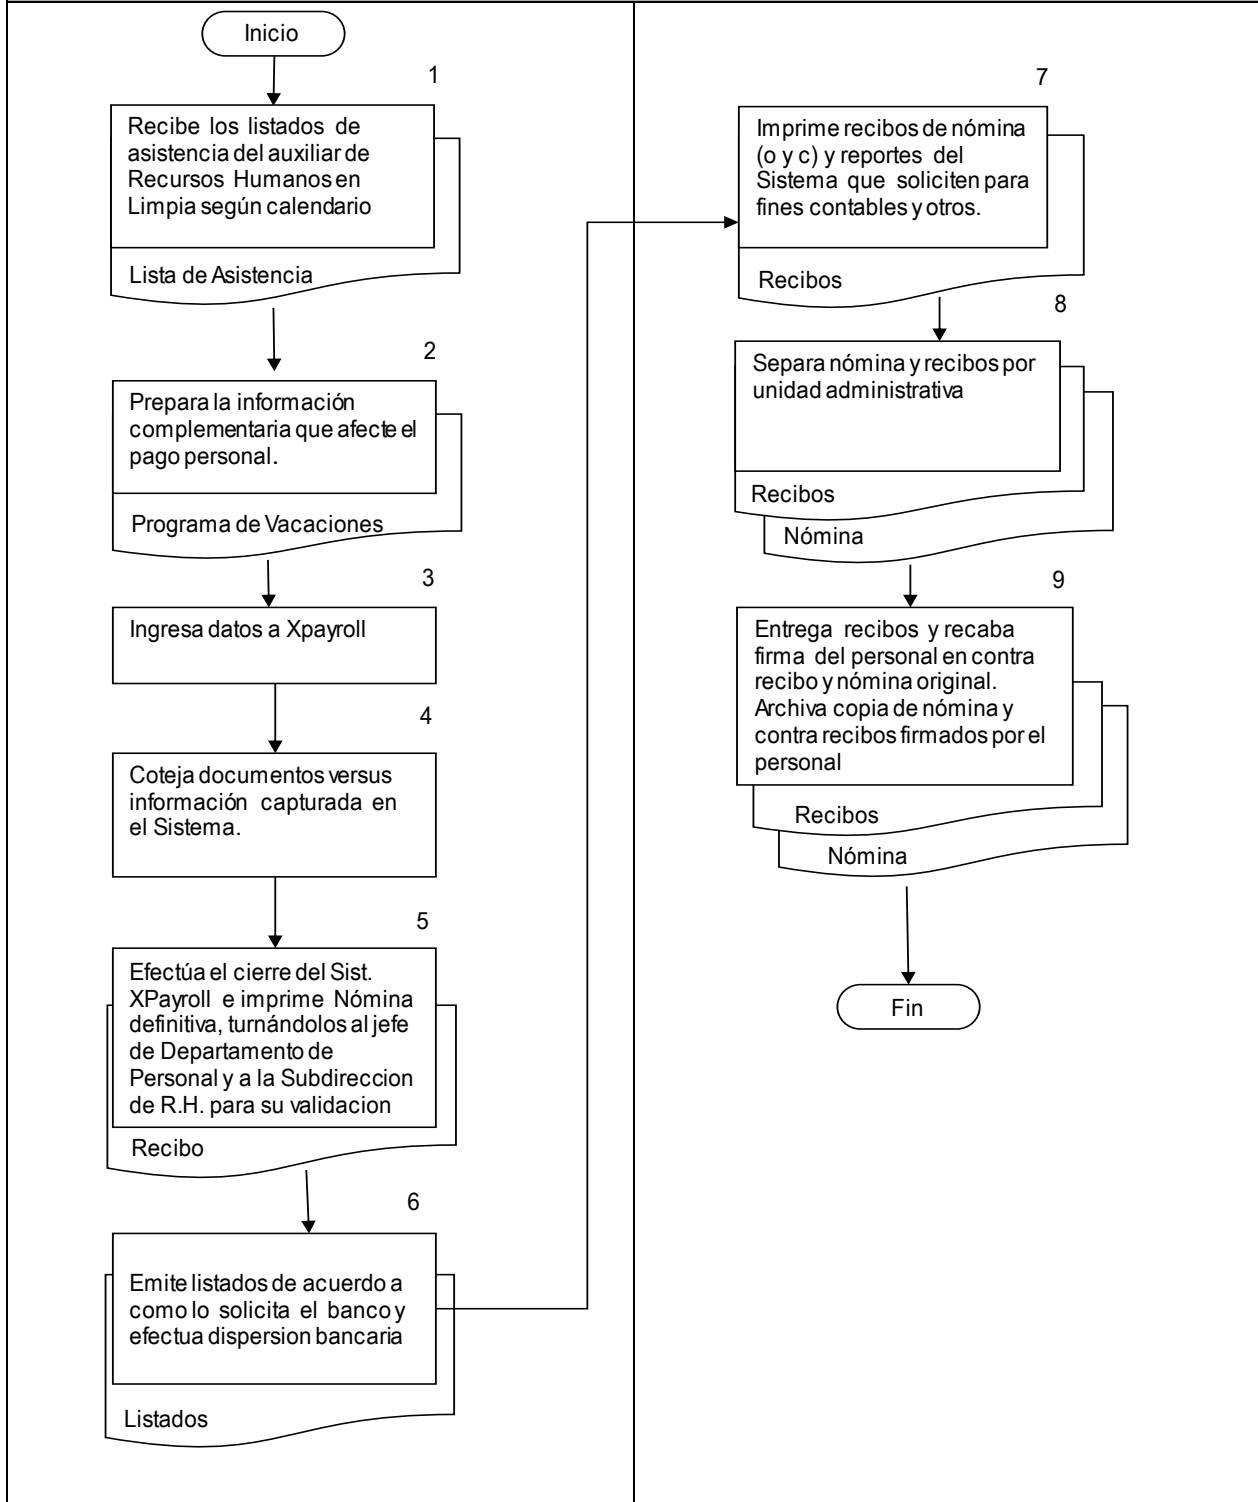 Inicio
1
Recibe los listados de
asistencia del auxiliar de
Recursos Humanos en
Limpia según calendario
Lista de Asistencia
2
Prepara la información
complementaria que afecte el
pago personal.
Programa de Vacaciones
3
Ingresa datos a Xpayroll
4
Coteja documentos versus
información capturada en
el Sistema.
5
Efectúa el cierre del Sist.
XPayroll e imprime Nómina
definitiva, turnándolos al jefe
de Departamento de
Personal y a la Subdireccion
de R.H. para su validacion
Recibo
6
Emite listados de acuerdo a
como lo solicita el banco y
efectua dispersion bancaria
Listados
7
Imprime recibos de nómina
(o y c) y reportes del
Sistema que soliciten para
fines contables y otros.
Recibos
8
Separa nómina y recibos por
unidad administrativa
Recibos
Nómina
9
Entrega recibos y recaba
firma del personal en contra
recibo y nómina original.
Archiva copia de nómina y
contra recibos firmados por el
personal
Recibos
Nómina
Fin